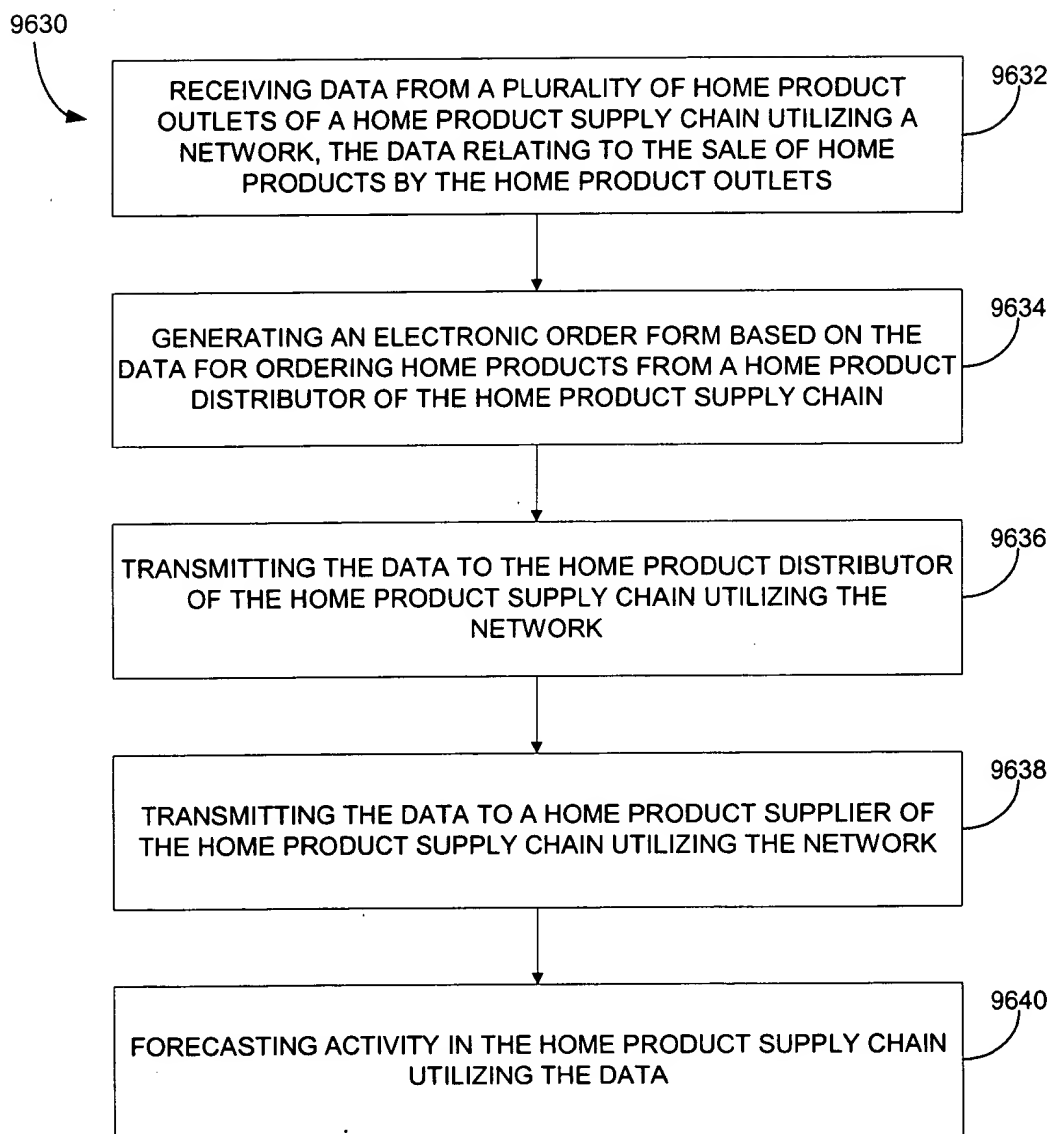 9630
9632
RECEIVING DATA FROM A PLURALITY OF HOME PRODUCT
OUTLETS OF A HOME PRODUCT SUPPLY CHAIN UTILIZING A
NETWORK, THE DATA RELATING TO THE SALE OF HOME
PRODUCTS BY THE HOME PRODUCT OUTLETS
9634
GENERATING AN ELECTRONIC ORDER FORM BASED ON THE
DATA FOR ORDERING HOME PRODUCTS FROM A HOME PRODUCT
DISTRIBUTOR OF THE HOME PRODUCT SUPPLY CHAIN
9636
TRANSMITTING THE DATA TO THE HOME PRODUCT DISTRIBUTOR
OF THE HOME PRODUCT SUPPLY CHAIN UTILIZING THE
NETWORK
9638
TRANSMITTING THE DATA TO A HOME PRODUCT SUPPLIER OF
THE HOME PRODUCT SUPPLY CHAIN UTILIZING THE NETWORK
9640
FORECASTING ACTIVITY IN THE HOME PRODUCT SUPPLY CHAIN
UTILIZING THE DATA